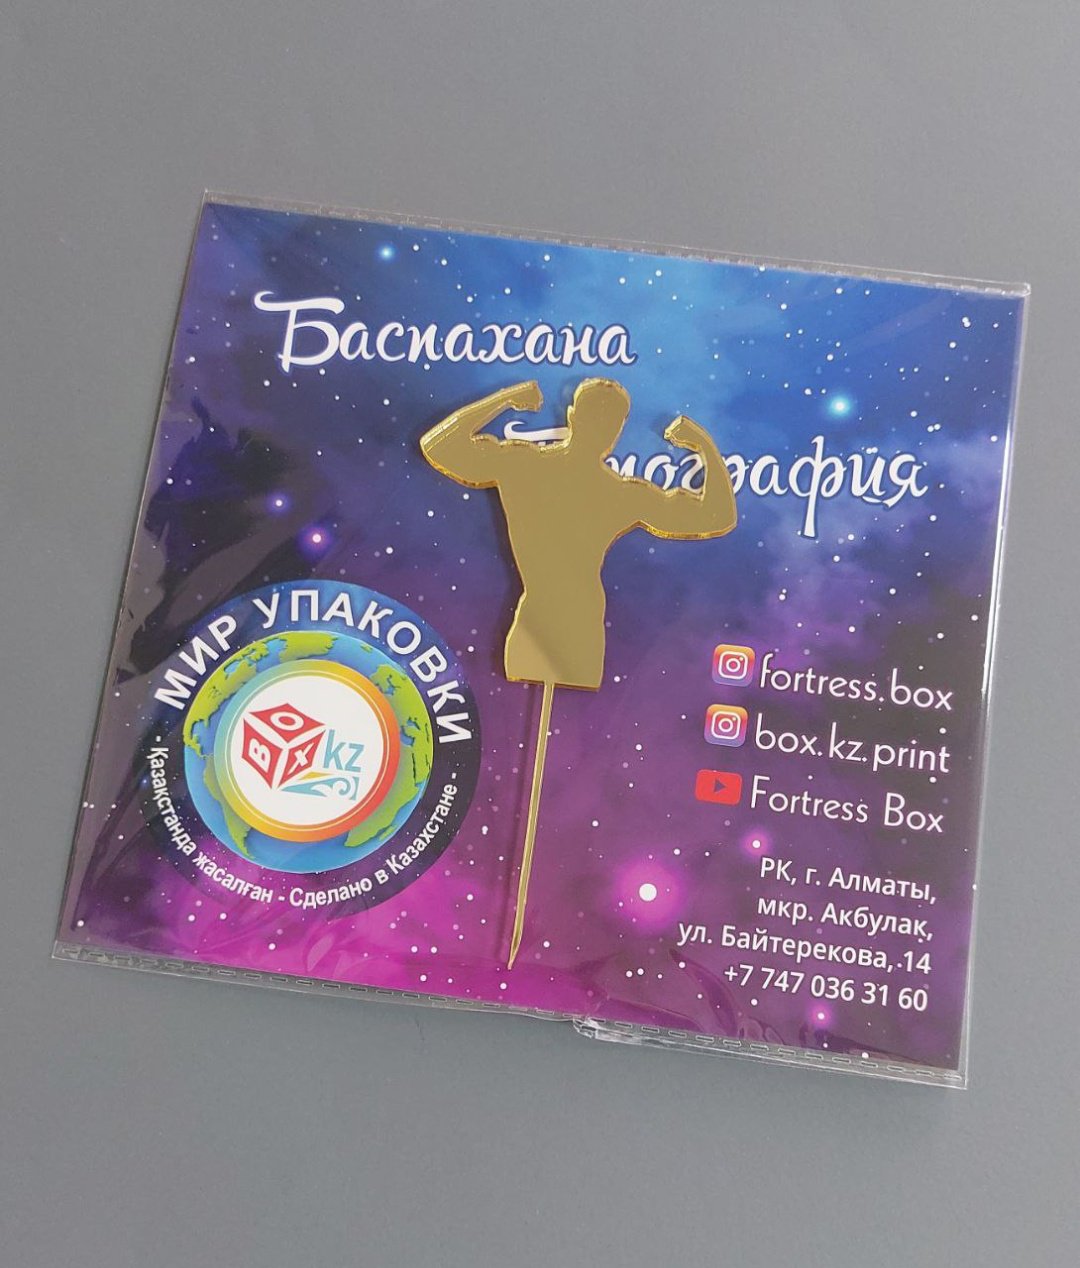 Баспахана
Типография
МИР УПАКОВКИ
BOX
kz
- Қазақстанда жасалған - Сделано в Казахстане -
fortress.box
box.kz.print
Fortress Box
РК, г. Алматы,
мкр. Акбулак,
ул. Байтерекова, 14
+7 747 036 31 60